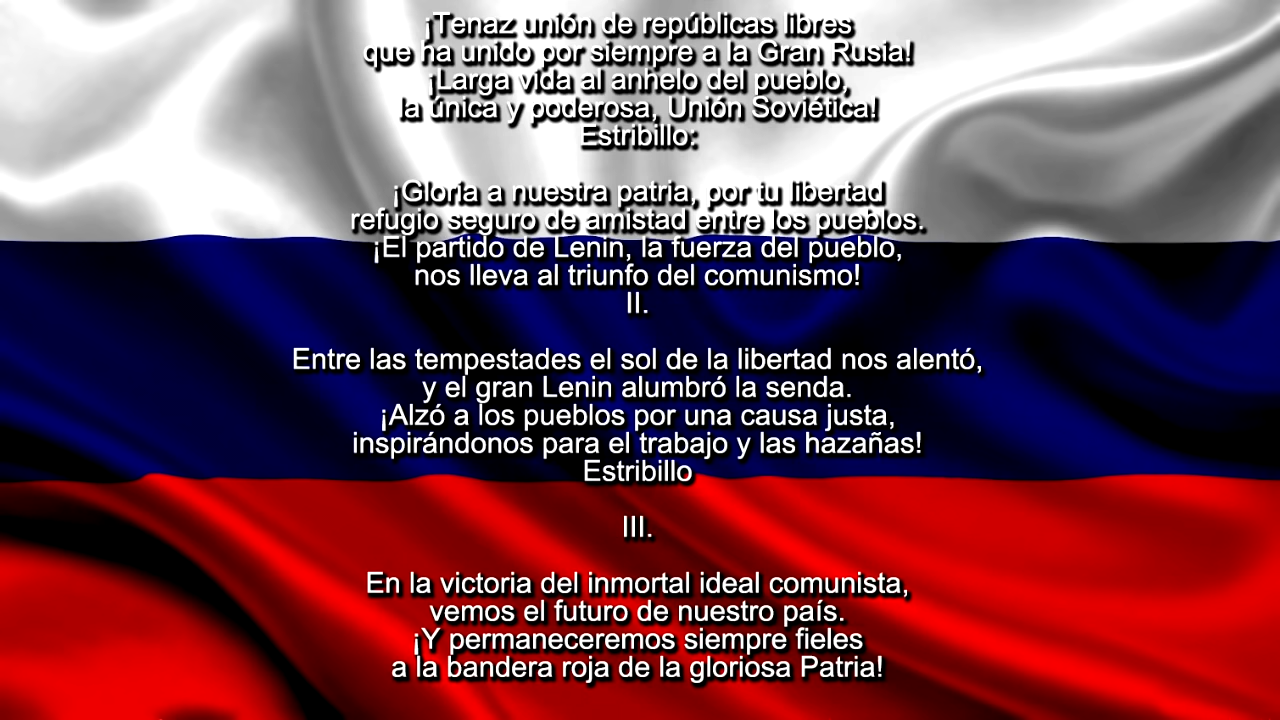 ¡Tenaz unión de repúblicas libres
que ha unido por siempre a la Gran Rusia!
¡Larga vida al anhelo del pueblo,
la única y poderosa, Unión Soviética!
Estribillo:
¡Gloria a nuestra patria, por tu libertad
refugio seguro de amistad entre los pueblos.
¡El partido de Lenin, la fuerza del pueblo,
nos lleva al triunfo del comunismo!
II.
Entre las tempestades el sol de la libertad nos alentó,
y el gran Lenin alumbró la senda.
¡Alzó a los pueblos por una causa justa,
inspirándonos para el trabajo y las hazañas!
Estribillo
III.
En la victoria del inmortal ideal comunista,
vemos el futuro de nuestro país.
¡Y permaneceremos siempre fieles
a la bandera roja de la gloriosa Patria!